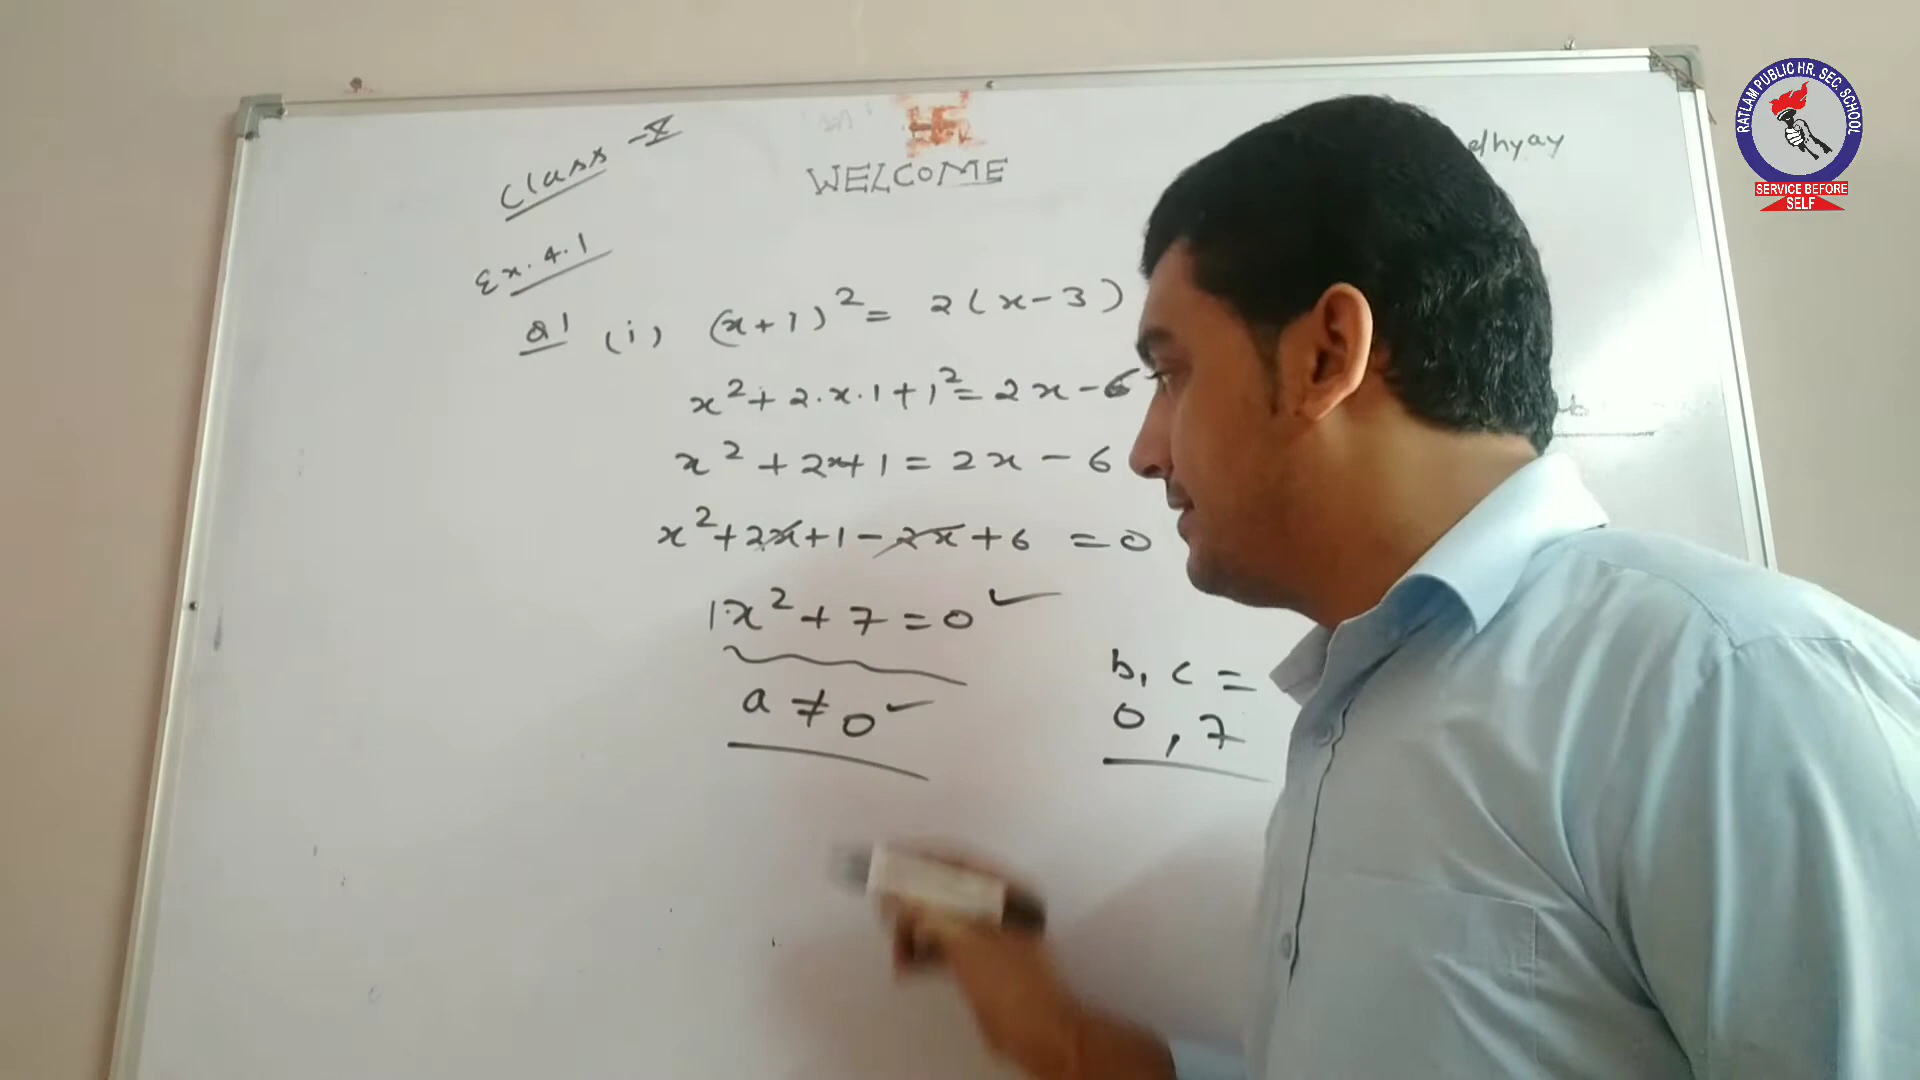 Class - X
WELCOME
Ex. 4.1
Q1 (i) (x+1)² = 2(x-3)
x² + 2.x.1 + 1² = 2x - 6
x² + 2x + 1 = 2x - 6
x² + 2x + 1 - 2x + 6 = 0
1x² + 7 = 0 ✓
a ≠ 0 ✓
b, c =
0, 7
RATLAM PUBLIC HR. SEC. SCHOOL
SERVICE BEFORE
SELF